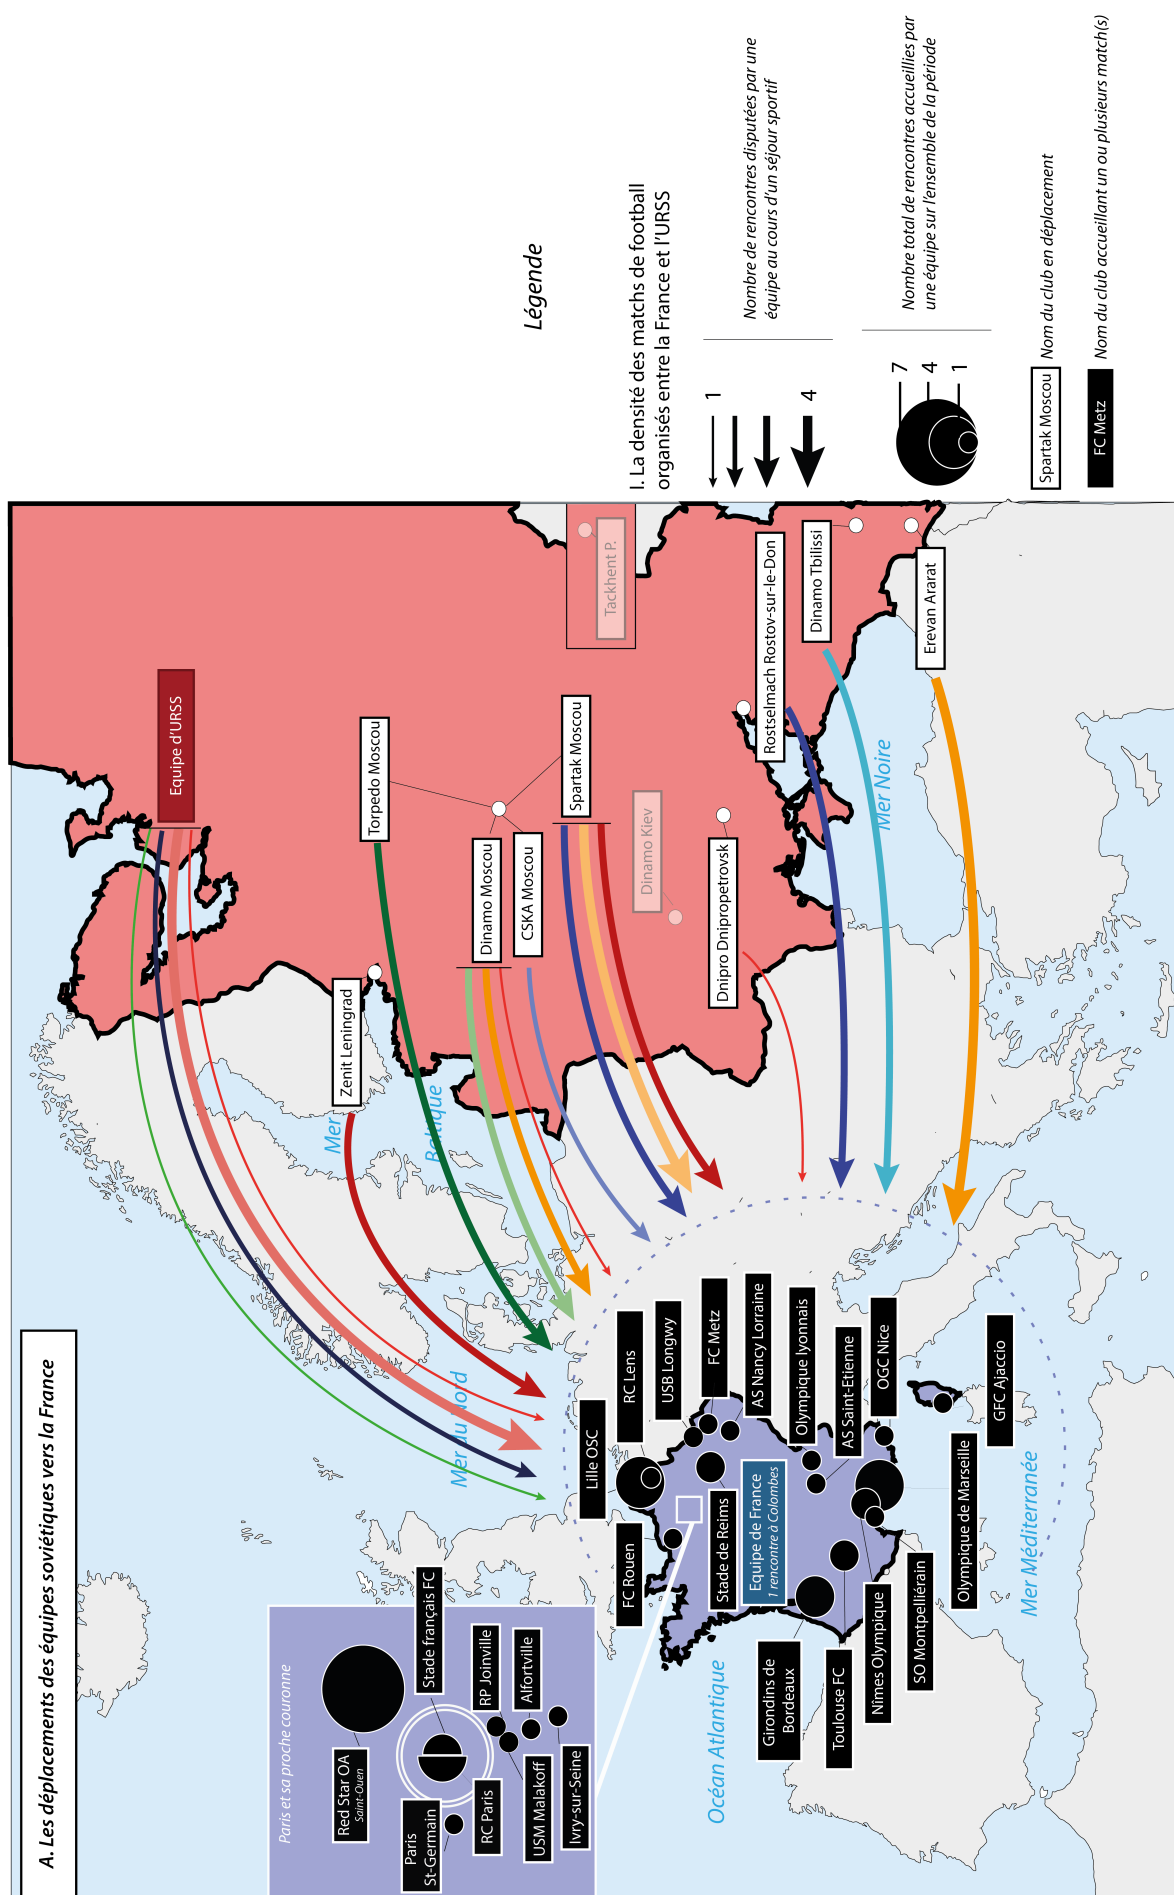 A. Les déplacements des équipes soviétiques vers la France
Paris et sa proche couronne
Red Star OA
Saint-Ouen
Paris
St-Germain
Stade français FC
RC Paris
RP Joinville
USM Malakoff
Alfortville
Ivry-sur-Seine
Equipe d'URSS
Zenit Leningrad
Torpedo Moscou
Dinamo Moscou
CSKA Moscou
Spartak Moscou
Dinamo Kiev
Tackhent P.
Dnipro Dnipropetrovsk
Rostselmach Rostov-sur-le-Don
Dinamo Tbilissi
Erevan Ararat
Mer
Baltique
Mer du Nord
Mer Noire
Océan Atlantique
Mer Méditerranée
Lille OSC
RC Lens
FC Rouen
USB Longwy
FC Metz
Stade de Reims
AS Nancy Lorraine
Equipe de France
1 rencontre à Colombes
Olympique lyonnais
AS Saint-Etienne
Girondins de
Bordeaux
Toulouse FC
Nîmes Olympique
SO Montpelliérain
OGC Nice
Olympique de Marseille
GFC Ajaccio
Légende
I. La densité des matchs de football
organisés entre la France et l'URSS
1
4
Nombre de rencontres disputées par une
équipe au cours d'un séjour sportif
7
4
1
Nombre total de rencontres accueillies par
une équipe sur l'ensemble de la période
Spartak Moscou
Nom du club en déplacement
FC Metz
Nom du club accueillant un ou plusieurs match(s)